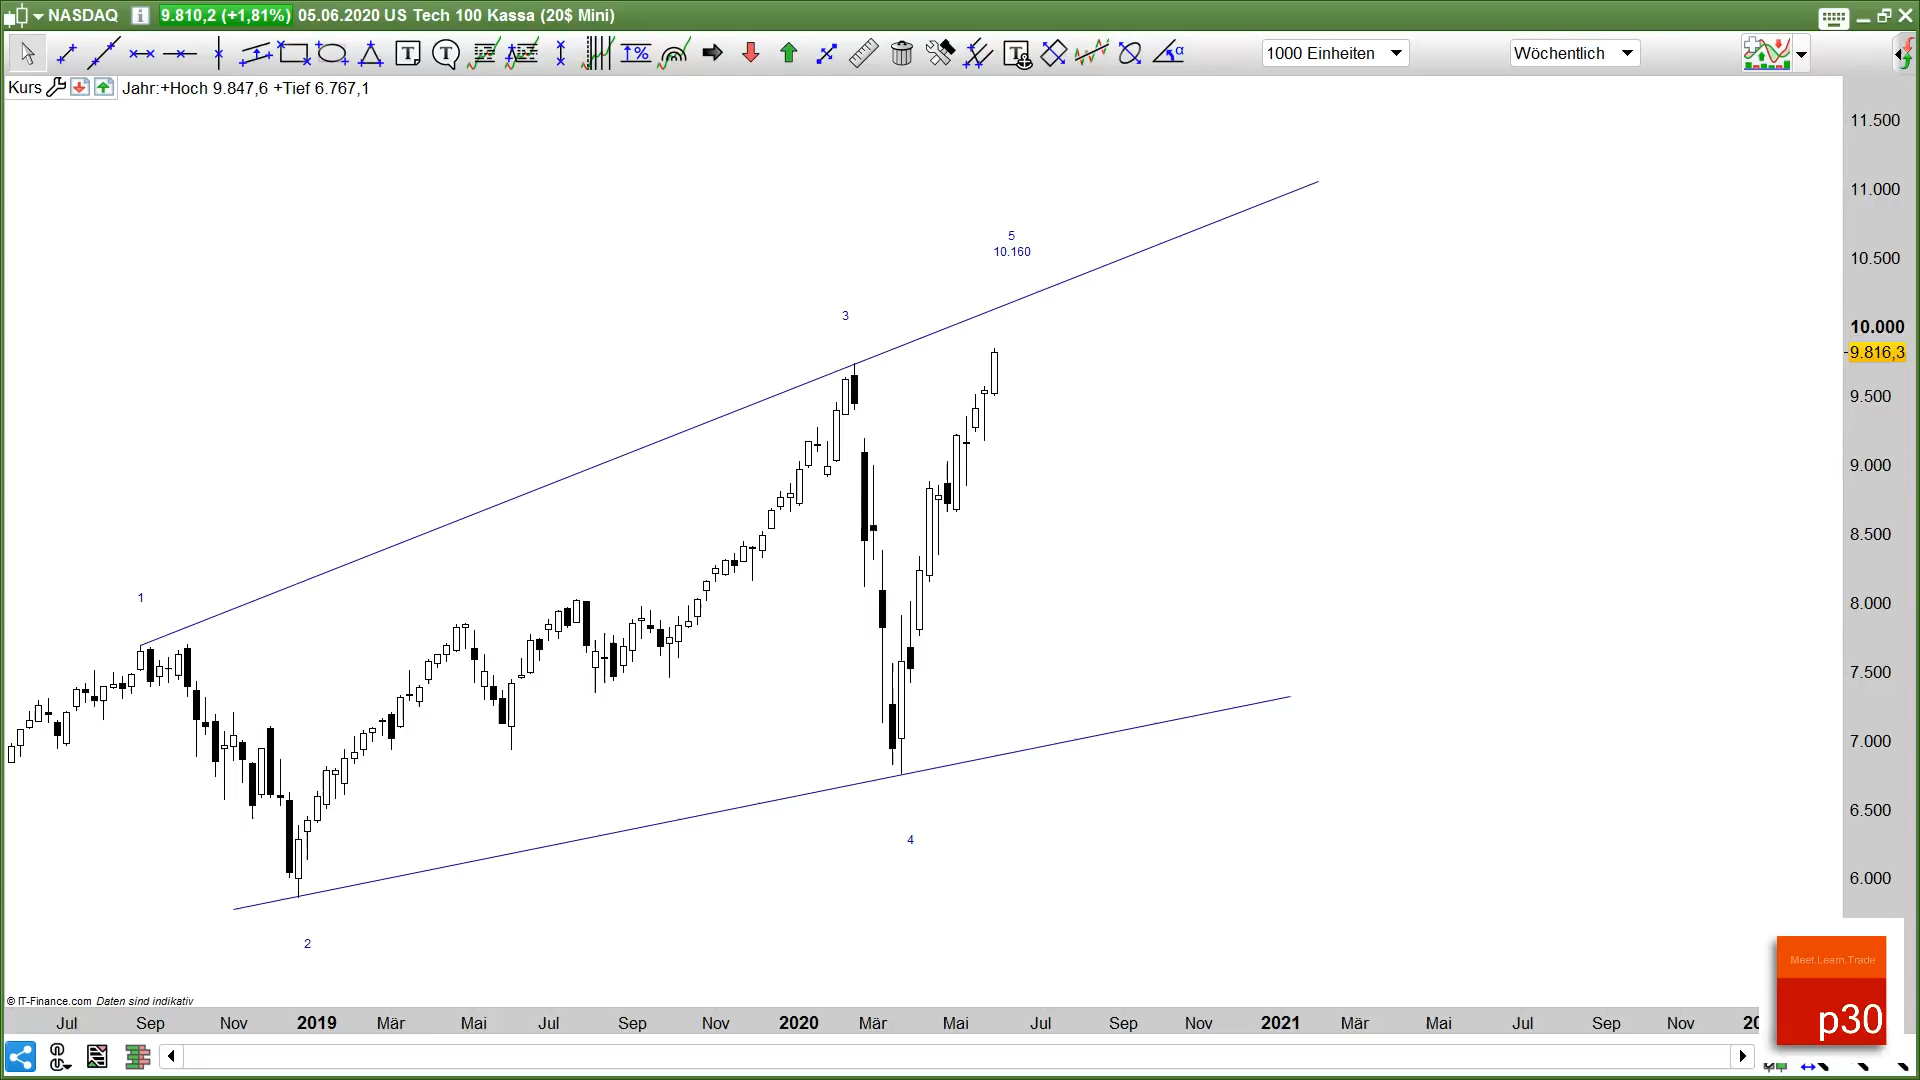 NASDAQ 9.810,2 (+1,81%) 05.06.2020 US Tech 100 Kassa (20$ Mini)
1000 Einheiten Wöchentlich
Kurs Jahr:+Hoch 9.847,6 +Tief 6.767,1
11.500
11.000
5
10.160
10.500
3
10.000
9.816,3
9.500
9.000
8.500
1
8.000
7.500
7.000
6.500
4
6.000
2
Meet.Learn.Trade
p30
© IT-Finance.com Daten sind indikativ
Jul Sep Nov 2019 Mär Mai Jul Sep Nov 2020 Mär Mai Jul Sep Nov 2021 Mär Mai Jul Sep Nov